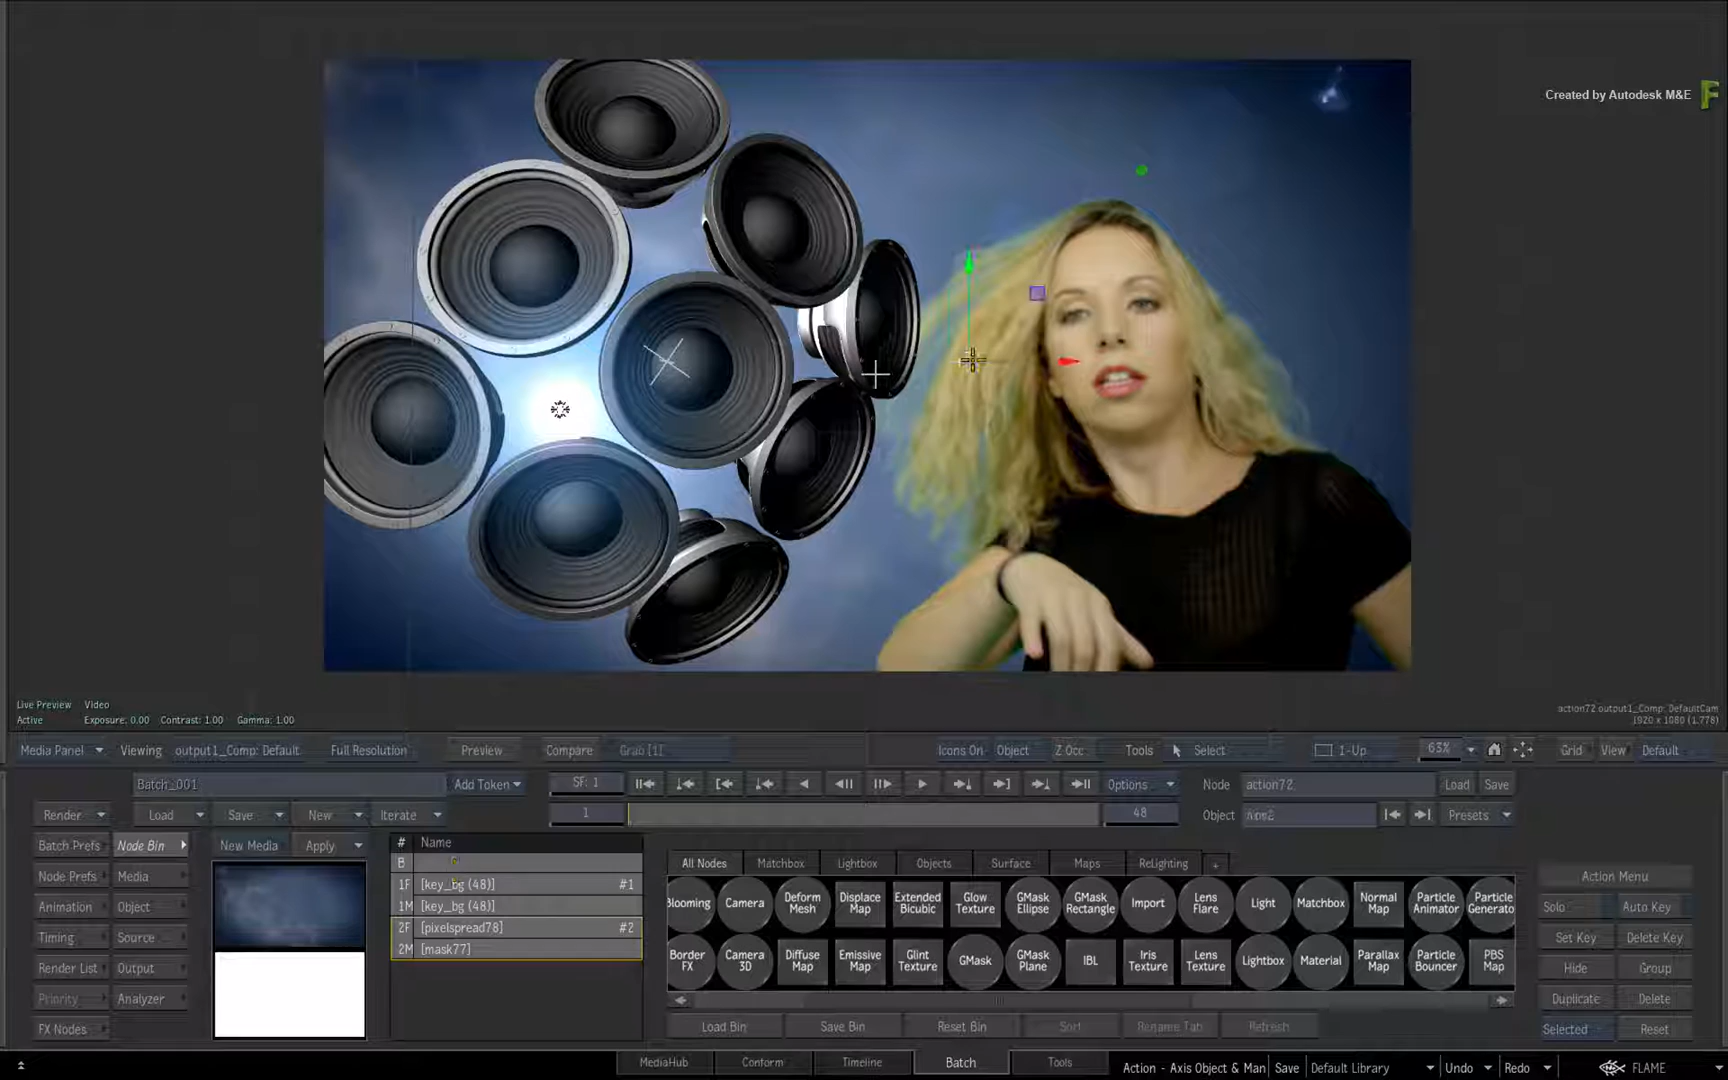 Created by Autodesk M&E
Live Preview Video
Active Exposure: 0.00 Contrast: 1.00 Gamma: 1.00
action72 output1_Comp: DefaultCam
1920 x 1080 (1.778)
Media Panel Viewing output1_Comp: Default Full Resolution Preview Compare Grab [1] Icons On Object Z Occ Tools Select 1-Up 63% Grid View Default
Batch_001 Add Token SF: 1 Options Node action72 Load Save
Render Load Save New Iterate 1 48 Object Presets
Batch Prefs Node Bin New Media Apply # Name
B
All Nodes Matchbox Lightbox Objects Surface Maps Relighting +
Node Prefs Media 1F [key_bg (48)] #1
Action Menu
Animation Object 1M [key_bg (48)]
Blooming Camera Deform Mesh Displace Map Extended Bicubic Glow Texture GMask Ellipse GMask Rectangle Import Lens Flare Light Matchbox Normal Map Particle Animator Particle Generato
Solo Auto Key
Timing Source 2F [pixelspread78] #2
Set Key Delete Key
2M [mask77]
Render List Output
Border FX Camera 3D Diffuse Map Emissive Map Glint Texture GMask GMask Plane IBL Iris Texture Lens Texture Lightbox Material Parallax Map Particle Bouncer PBS Map
Hide Group
Priority Analyzer
Duplicate Delete
FX Nodes
Load Bin Save Bin Reset Bin Sort Rename Tab Refresh
Selected Reset
MediaHub Conform Timeline Batch Tools Action - Axis Object & Man Save Default Library Undo Redo FLAME